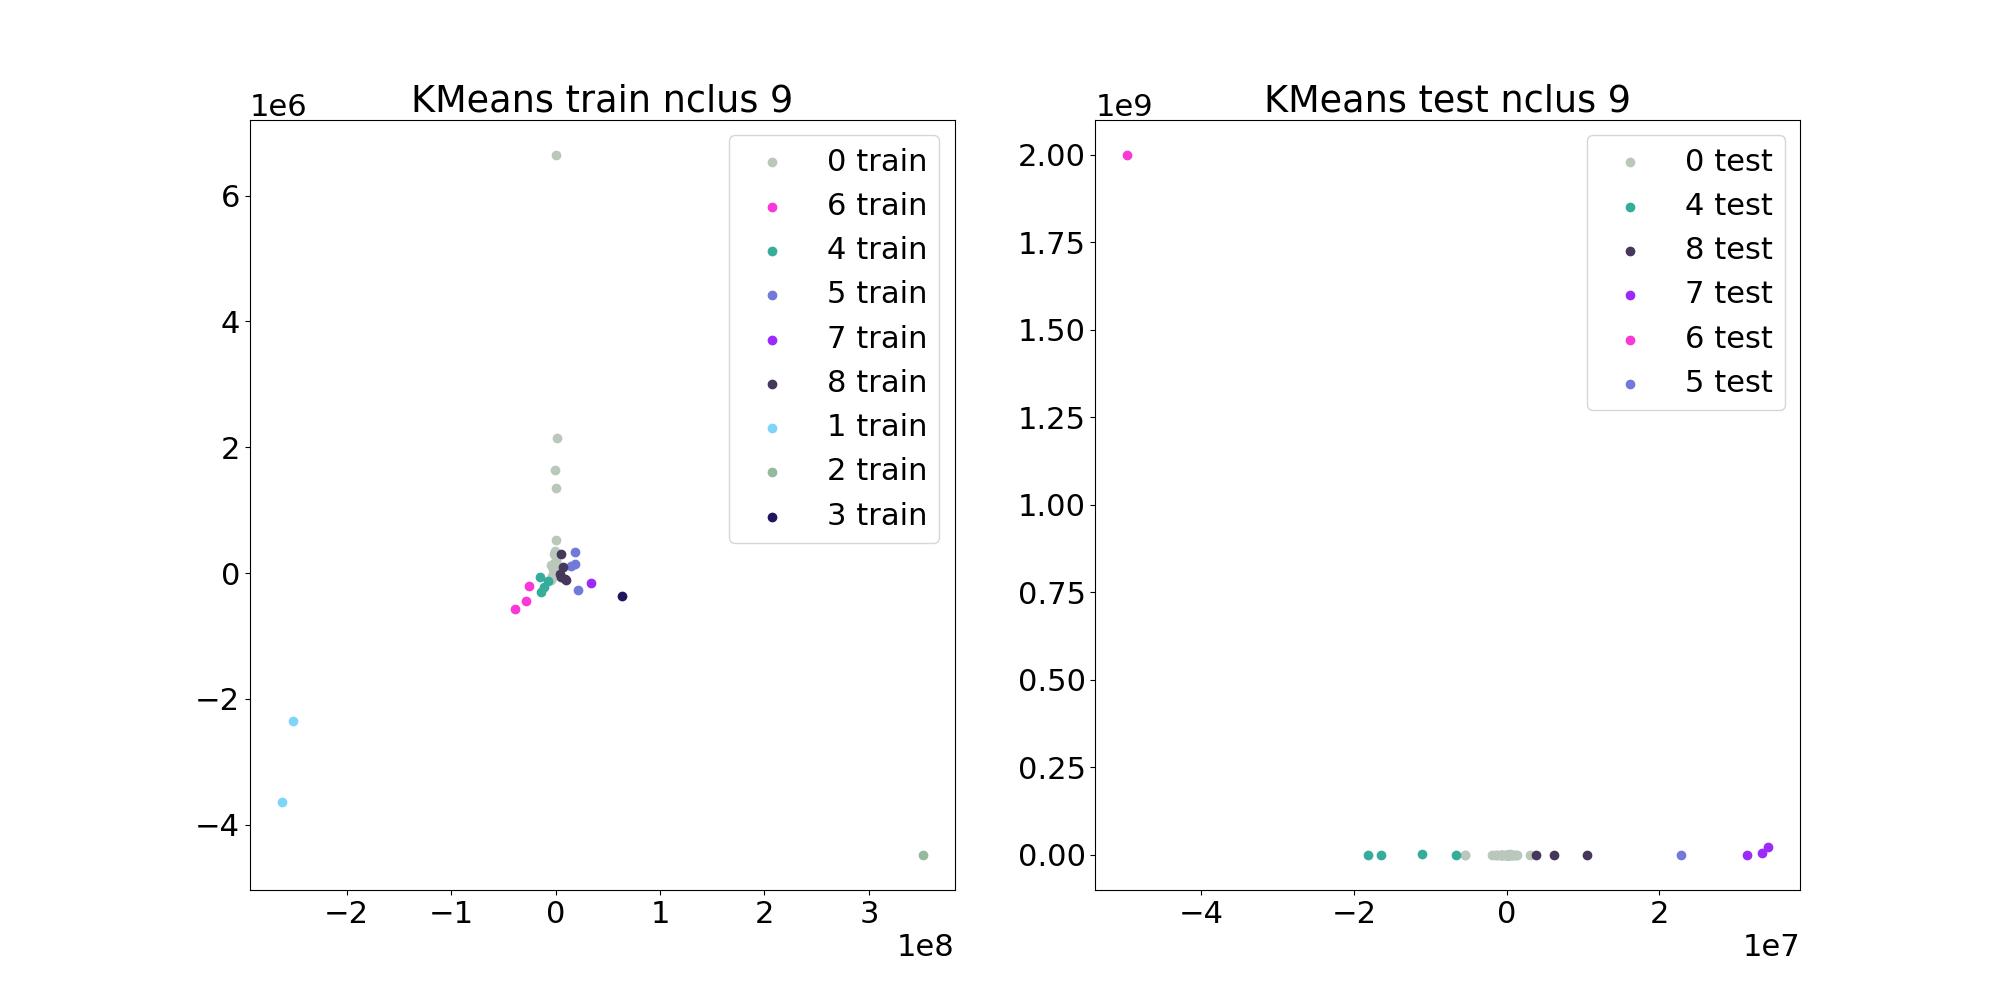 KMeans train nclus 9
1e6
6
4
2
0
−2
−4
−2
−1
0
1
2
3
1e8
0 train
6 train
4 train
5 train
7 train
8 train
1 train
2 train
3 train
KMeans test nclus 9
1e9
2.00
1.75
1.50
1.25
1.00
0.75
0.50
0.25
0.00
−4
−2
0
2
1e7
0 test
4 test
8 test
7 test
6 test
5 test